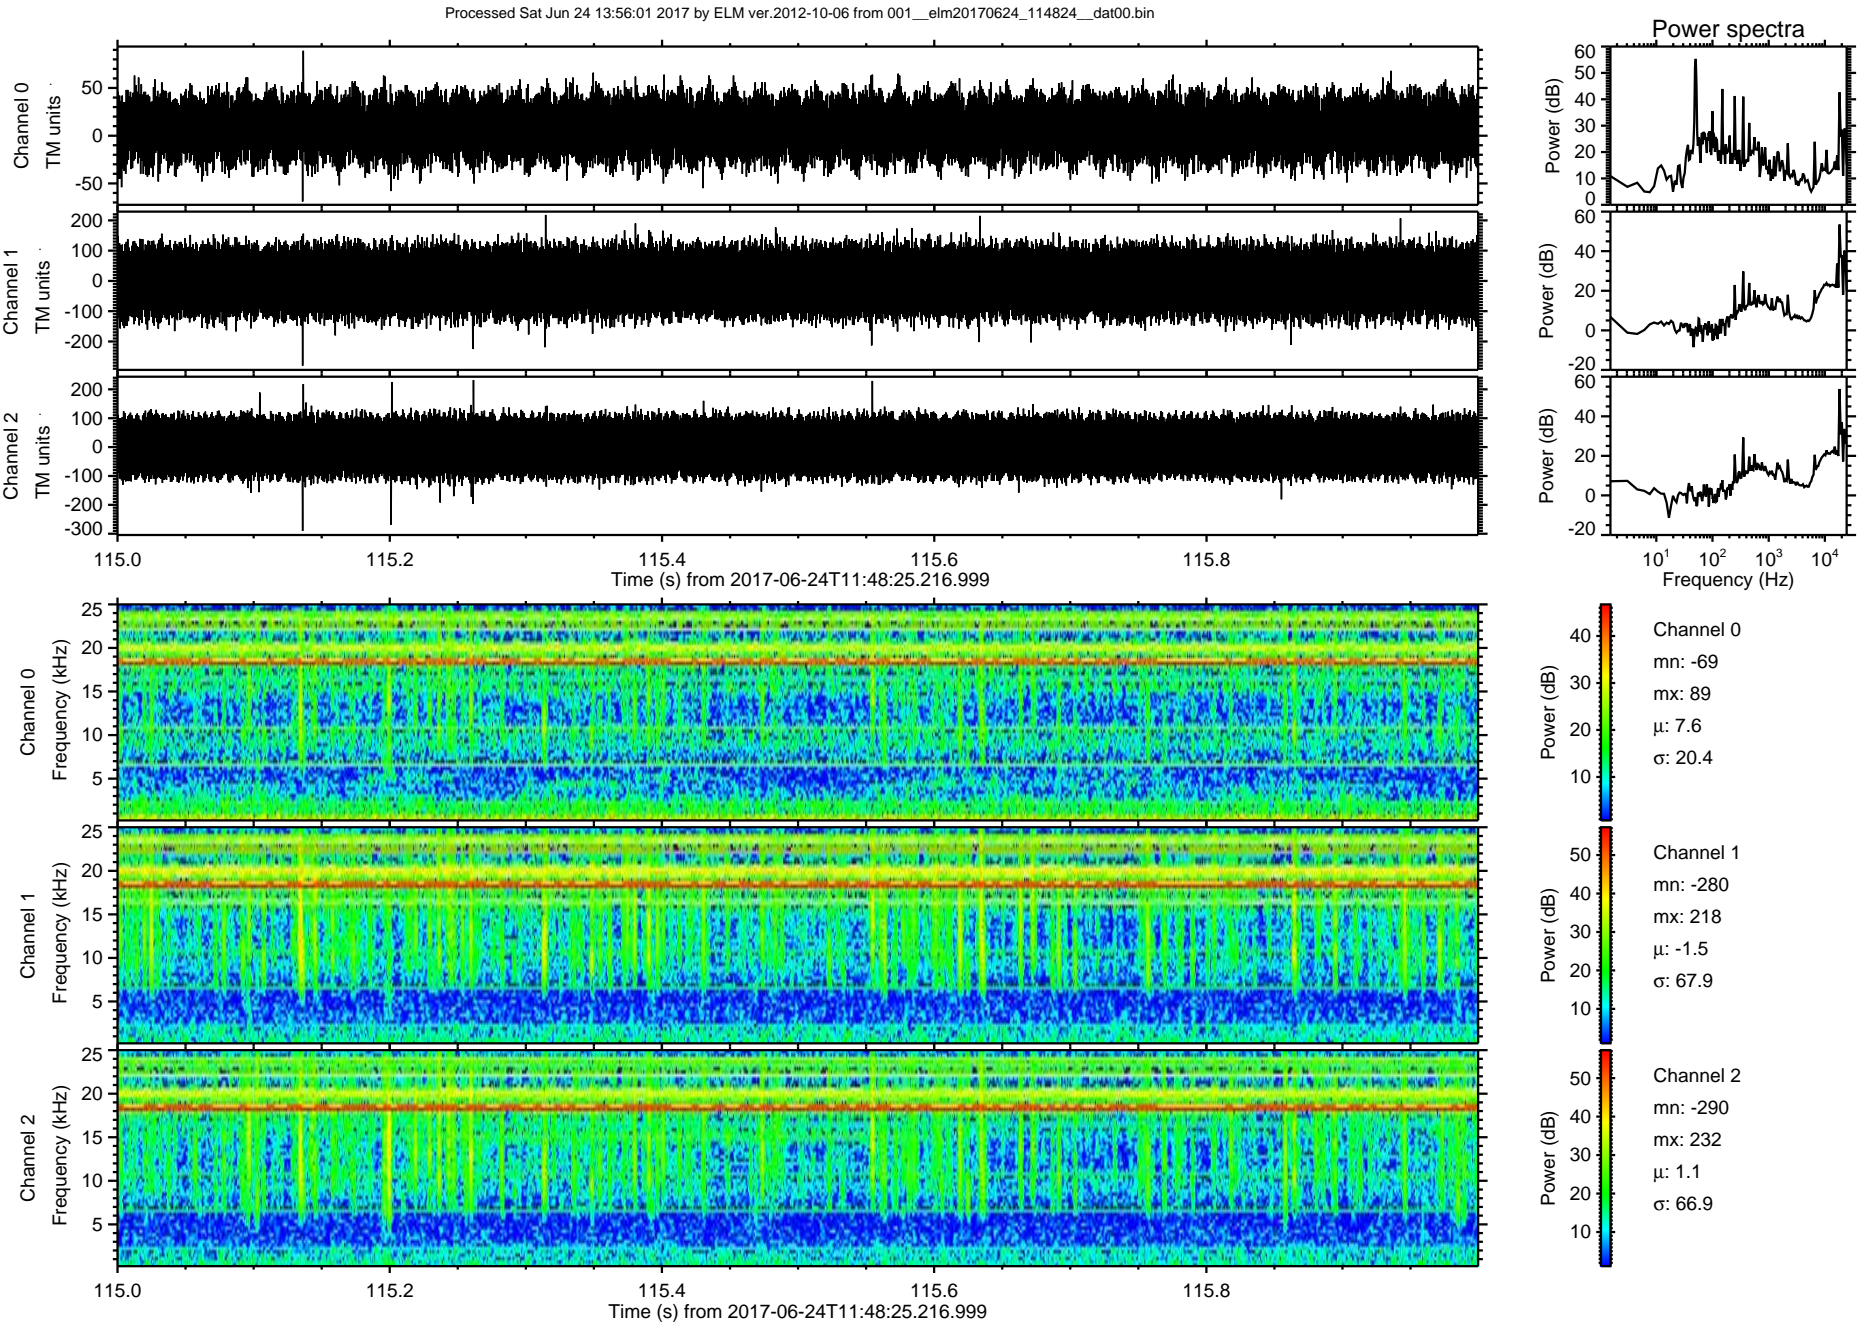 Processed Sat Jun 24 13:56:01 2017 by ELM ver.2012-10-06 from 001__elm20170624_114824__dat00.bin
Power spectra
Channel 0
TM units
50
0
-50
Power (dB)
60
50
40
30
20
10
0
Channel 1
TM units
200
100
0
-100
-200
Power (dB)
60
40
20
0
-20
Channel 2
TM units
200
100
0
-100
-200
-300
Power (dB)
60
40
20
0
-20
115.0 115.2 115.4 115.6 115.8
Time (s) from 2017-06-24T11:48:25.216.999
10¹ 10² 10³ 10⁴
Frequency (Hz)
Channel 0
Frequency (kHz)
25
20
15
10
5
Power (dB)
40
30
20
10
Channel 0
mn: -69
mx: 89
µ: 7.6
σ: 20.4
Channel 1
Frequency (kHz)
25
20
15
10
5
Power (dB)
50
40
30
20
10
Channel 1
mn: -280
mx: 218
µ: -1.5
σ: 67.9
Channel 2
Frequency (kHz)
25
20
15
10
5
Power (dB)
50
40
30
20
10
Channel 2
mn: -290
mx: 232
µ: 1.1
σ: 66.9
115.0 115.2 115.4 115.6 115.8
Time (s) from 2017-06-24T11:48:25.216.999